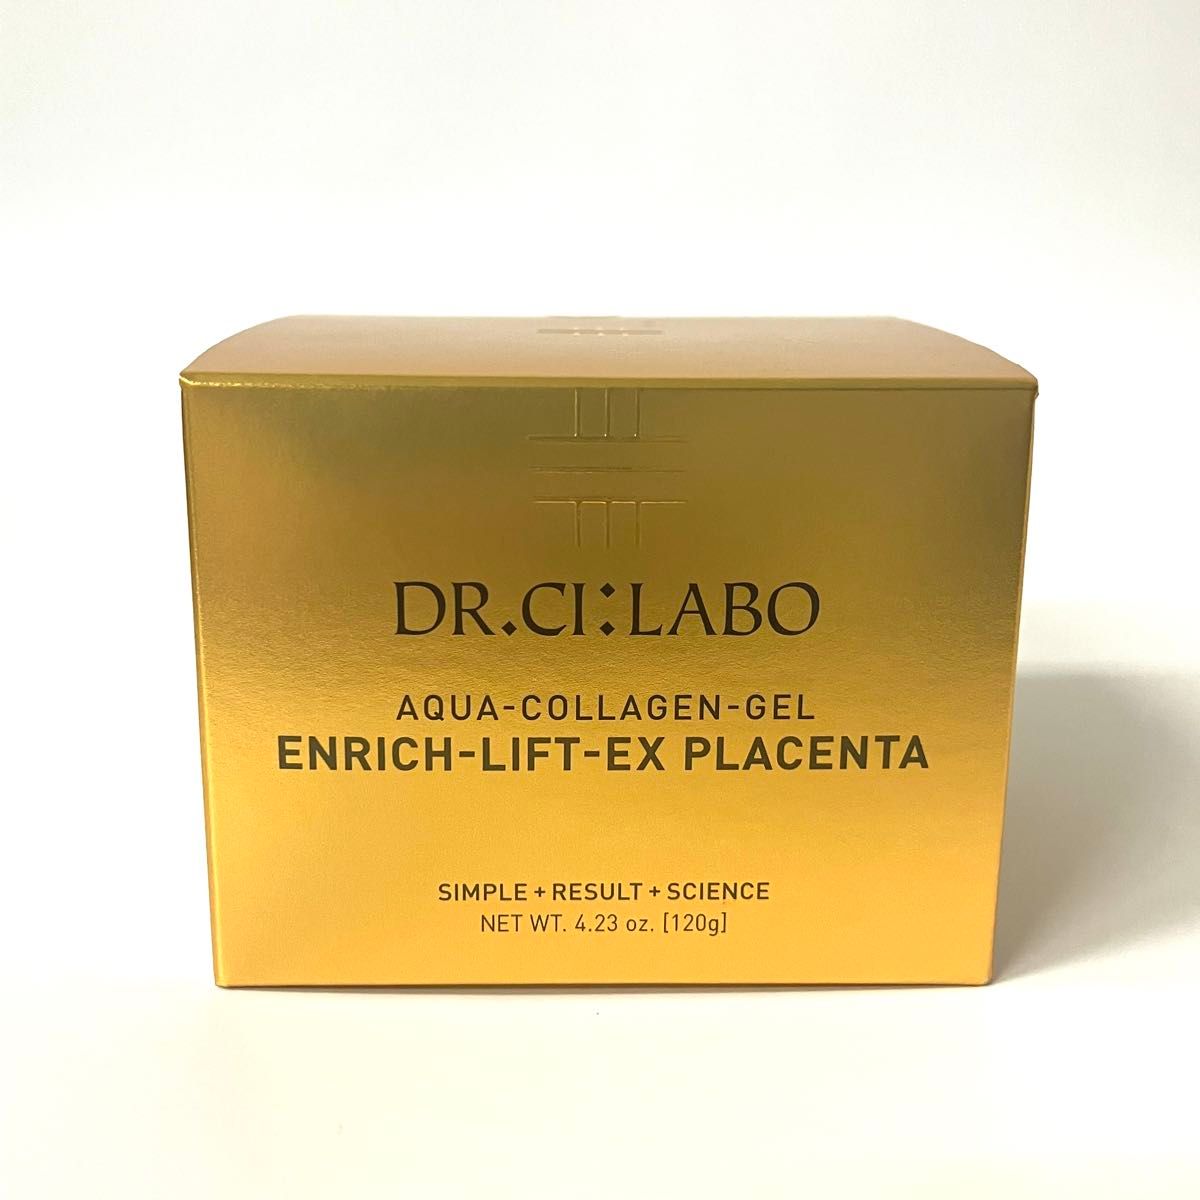 DR.CI:LABO
AQUA-COLLAGEN-GEL
ENRICH-LIFT-EX PLACENTA
SIMPLE + RESULT + SCIENCE
NET WT. 4.23 oz. [120g]